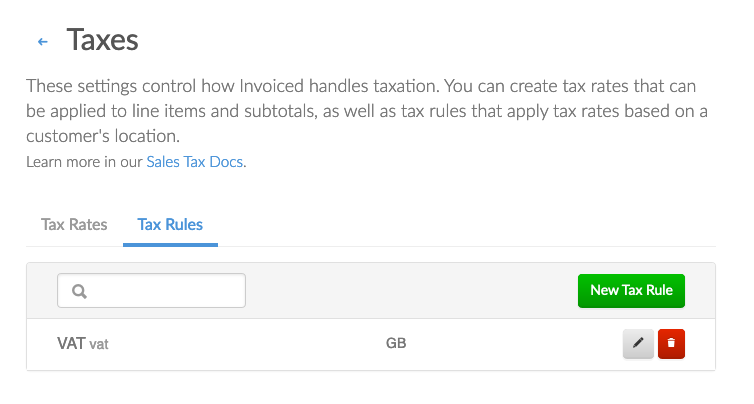 Taxes
These settings control how Invoiced handles taxation. You can create tax rates that can
be applied to line items and subtotals, as well as tax rules that apply tax rates based on a
customer's location.
Learn more in our Sales Tax Docs.
Tax Rates Tax Rules
New Tax Rule
VAT vat GB